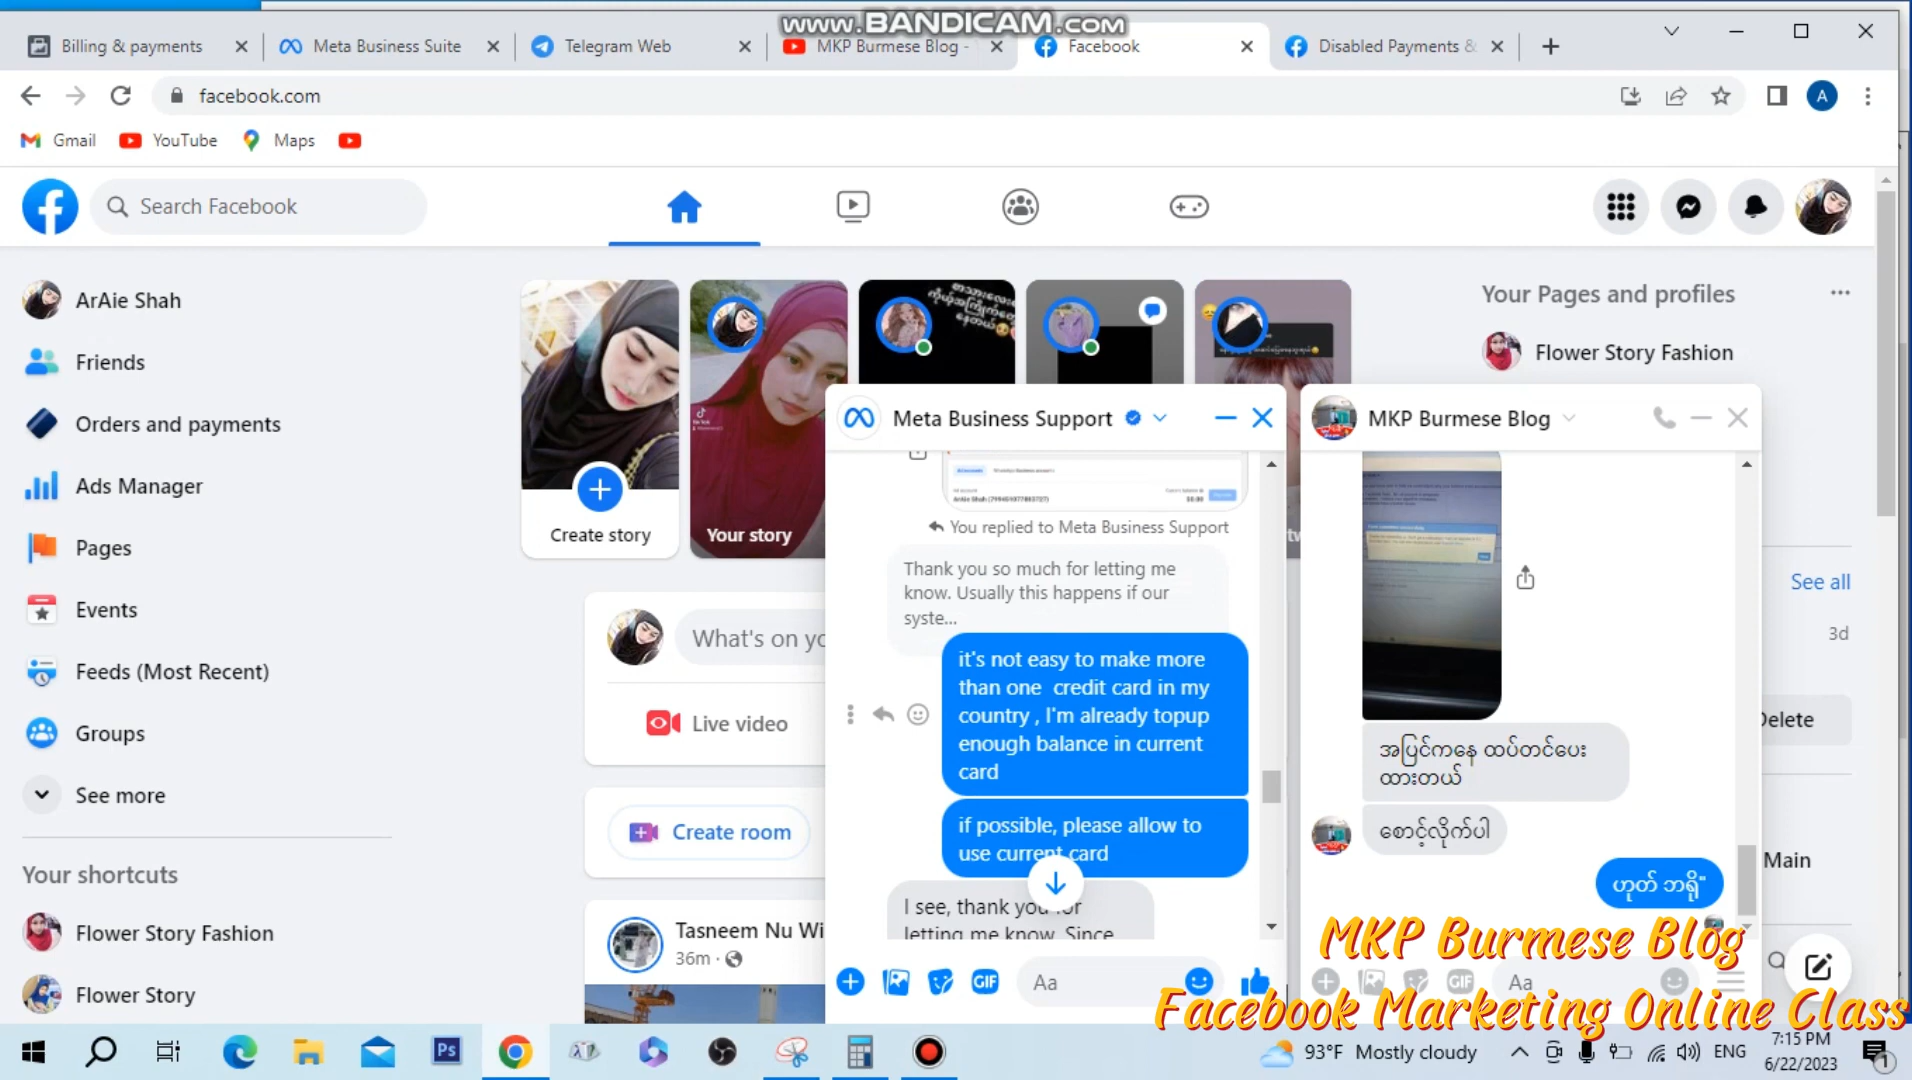 www.BANDICAM.com
Billing & payments
Meta Business Suite
Telegram Web
MKP Burmese Blog -
Facebook
Disabled Payments &
facebook.com
A
Gmail
YouTube
Maps
Search Facebook
ArAie Shah
Friends
Orders and payments
Ads Manager
Pages
Events
Feeds (Most Recent)
Groups
See more
Your shortcuts
Flower Story Fashion
Flower Story
Create story
Your story
What's on yo
Live video
Create room
Tasneem Nu Wi
36m ·
Your Pages and profiles
Flower Story Fashion
See all
3d
Delete
Main
Meta Business Support
ArAie Shah
$0.00
You replied to Meta Business Support
Thank you so much for letting me
know. Usually this happens if our
syste...
it's not easy to make more
than one credit card in my
country , I'm already topup
enough balance in current
card
if possible, please allow to
use current card
I see, thank you for
letting me know. Since
GIF
Aa
MKP Burmese Blog
အပြင်ကနေ ထပ်တင်ပေး
ထားတယ်
စောင့်လိုက်ပါ
ဟုတ် ဘရို"
GIF
Aa
MKP Burmese Blog
Facebook Marketing Online Class
Ps
93°F Mostly cloudy
ENG
7:15 PM
6/22/2023
1